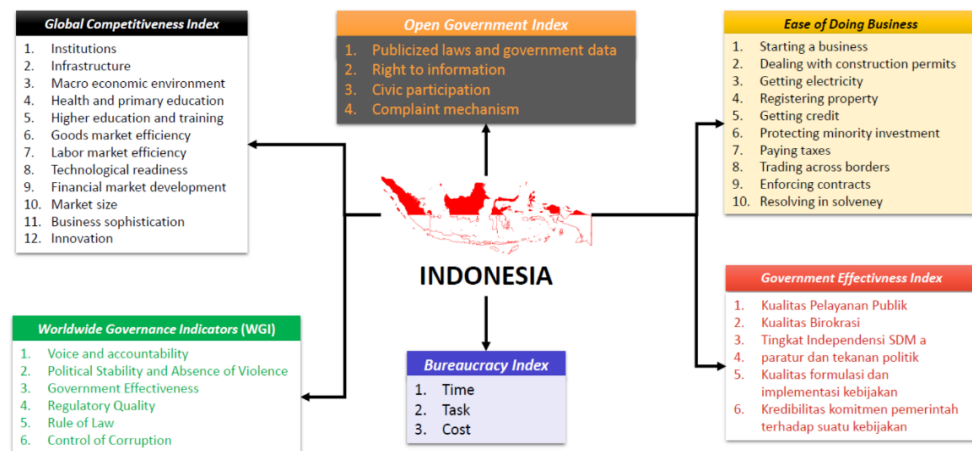 Global Competitiveness Index
1. Institutions
2. Infrastructure
3. Macro economic environment
4. Health and primary education
5. Higher education and training
6. Goods market efficiency
7. Labor market efficiency
8. Technological readiness
9. Financial market development
10. Market size
11. Business sophistication
12. Innovation
Open Government Index
1. Publicized laws and government data
2. Right to information
3. Civic participation
4. Complaint mechanism
Ease of Doing Business
1. Starting a business
2. Dealing with construction permits
3. Getting electricity
4. Registering property
5. Getting credit
6. Protecting minority investment
7. Paying taxes
8. Trading across borders
9. Enforcing contracts
10. Resolving in solveney
INDONESIA
Worldwide Governance Indicators (WGI)
1. Voice and accountability
2. Political Stability and Absence of Violence
3. Government Effectiveness
4. Regulatory Quality
5. Rule of Law
6. Control of Corruption
Bureaucracy Index
1. Time
2. Task
3. Cost
Government Effectivness Index
1. Kualitas Pelayanan Publik
2. Kualitas Birokrasi
3. Tingkat Independensi SDM a
4. paratur dan tekanan politik
5. Kualitas formulasi dan
implementasi kebijakan
6. Kredibilitas komitmen pemerintah
terhadap suatu kebijakan